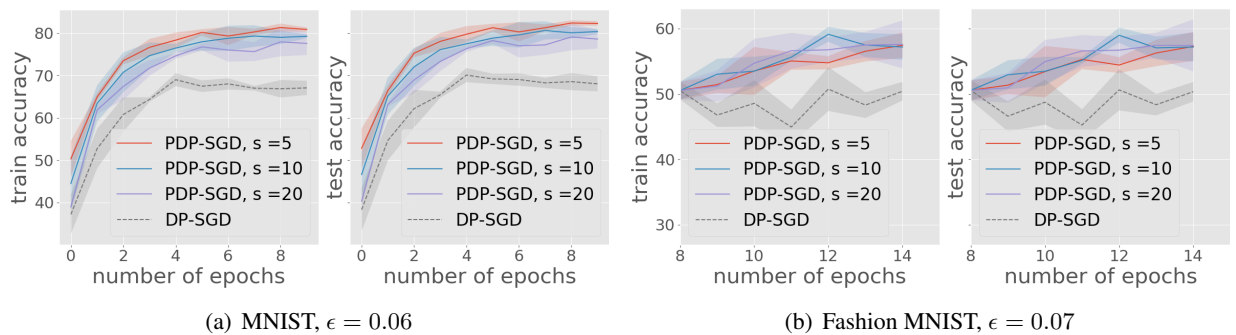 train accuracy
80
70
60
50
40
PDP-SGD, s =5
PDP-SGD, s =10
PDP-SGD, s =20
DP-SGD
0 2 4 6 8
number of epochs
test accuracy
PDP-SGD, s =5
PDP-SGD, s =10
PDP-SGD, s =20
DP-SGD
0 2 4 6 8
number of epochs
(a) MNIST, ϵ = 0.06
train accuracy
60
50
40
30
PDP-SGD, s =5
PDP-SGD, s =10
PDP-SGD, s =20
DP-SGD
8 10 12 14
number of epochs
test accuracy
PDP-SGD, s =5
PDP-SGD, s =10
PDP-SGD, s =20
DP-SGD
8 10 12 14
number of epochs
(b) Fashion MNIST, ϵ = 0.07